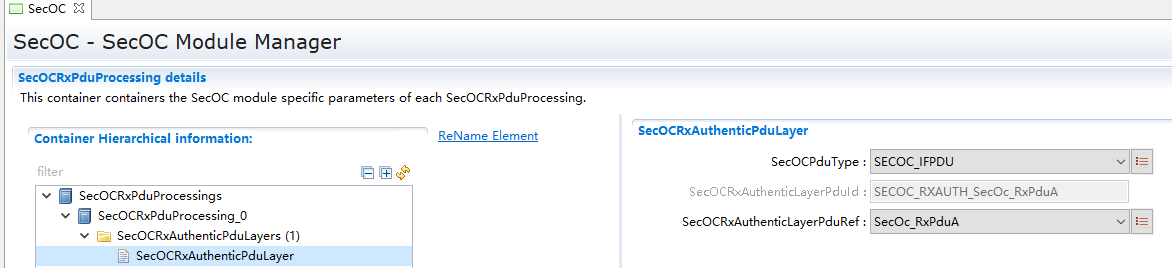 SecOC
SecOC - SecOC Module Manager
SecOCRxPduProcessing details
This container containers the SecOC module specific parameters of each SecOCRxPduProcessing.
Container Hierarchical information:
ReName Element
filter
SecOCRxPduProcessings
SecOCRxPduProcessing_0
SecOCRxAuthenticPduLayers (1)
SecOCRxAuthenticPduLayer
SecOCRxAuthenticPduLayer
SecOCPduType : SECOC_IFPDU
SecOCRxAuthenticLayerPduId : SECOC_RXAUTH_SecOc_RxPduA
SecOCRxAuthenticLayerPduRef : SecOc_RxPduA